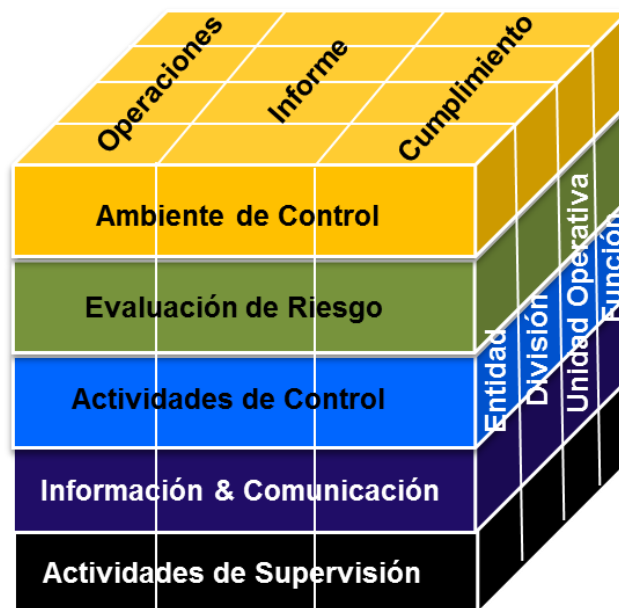 Operaciones
Informe
Cumplimiento
Ambiente de Control
Evaluación de Riesgo
Actividades de Control
Información & Comunicación
Actividades de Supervisión
Entidad
División
Unidad Operativa
Función